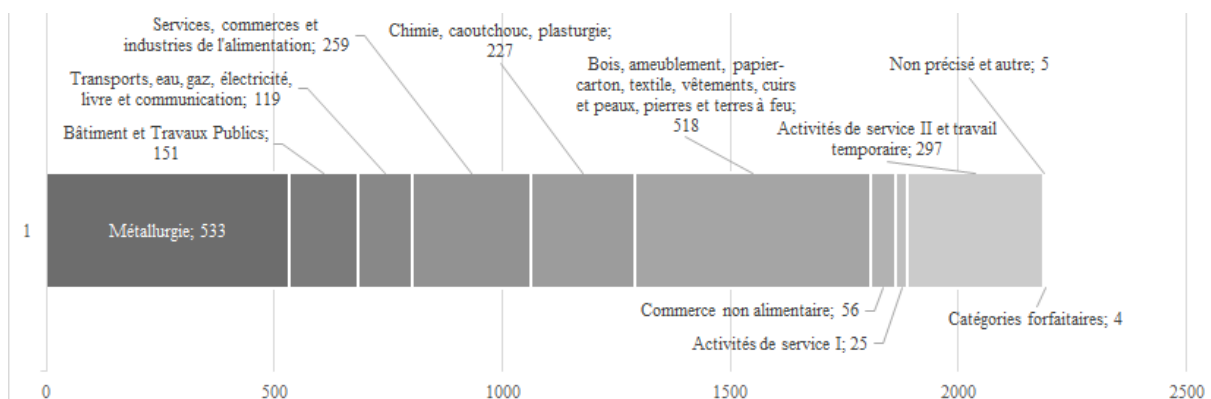 Services, commerces et
industries de l'alimentation; 259
Chimie, caoutchouc, plasturgie;
227
Bois, ameublement, papier-
carton, textile, vêtements, cuirs
et peaux, pierres et terres à feu;
518
Non précisé et autre; 5
Transports, eau, gaz, électricité,
livre et communication; 119
Bâtiment et Travaux Publics;
151
Activités de service II et travail
temporaire; 297
1
Métallurgie; 533
Commerce non alimentaire; 56
Activités de service I; 25
Catégories forfaitaires; 4
0
500
1000
1500
2000
2500